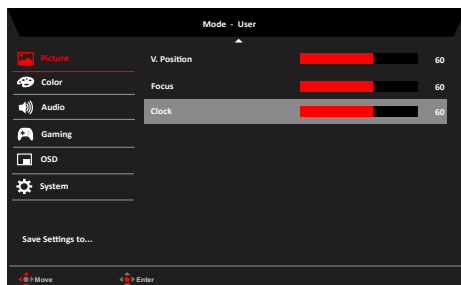 Mode - User
Picture
V. Position 60
Color
Focus 60
Audio
Clock 60
Gaming
OSD
System
Save Settings to...
Move Enter